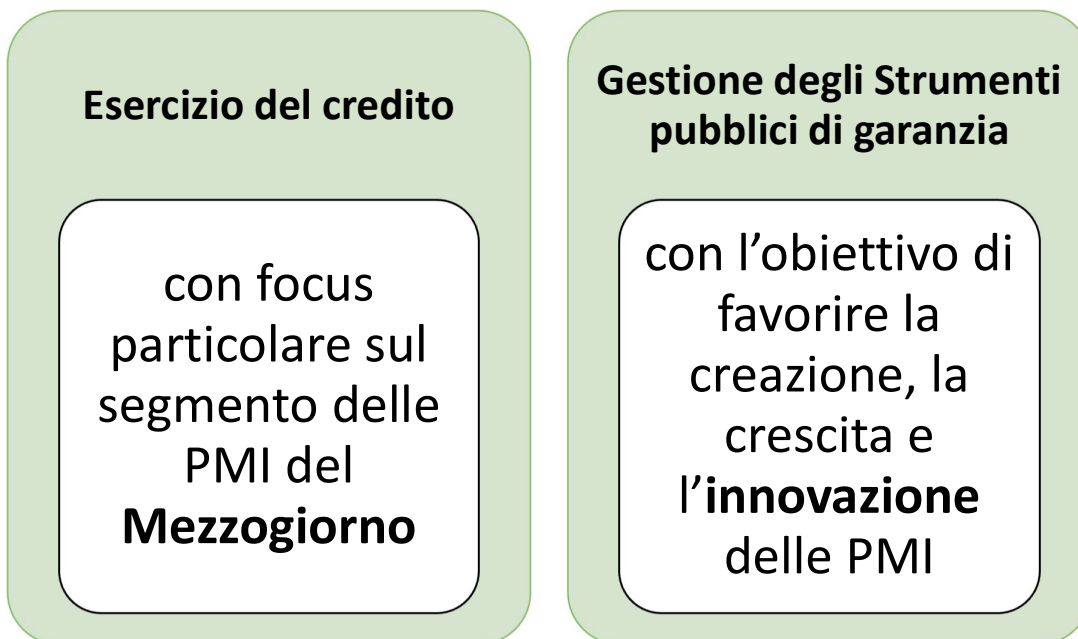 Esercizio del credito
con focus
particolare sul
segmento delle
PMI del
Mezzogiorno
Gestione degli Strumenti
pubblici di garanzia
con l’obiettivo di
favorire la
creazione, la
crescita e
l’innovazione
delle PMI